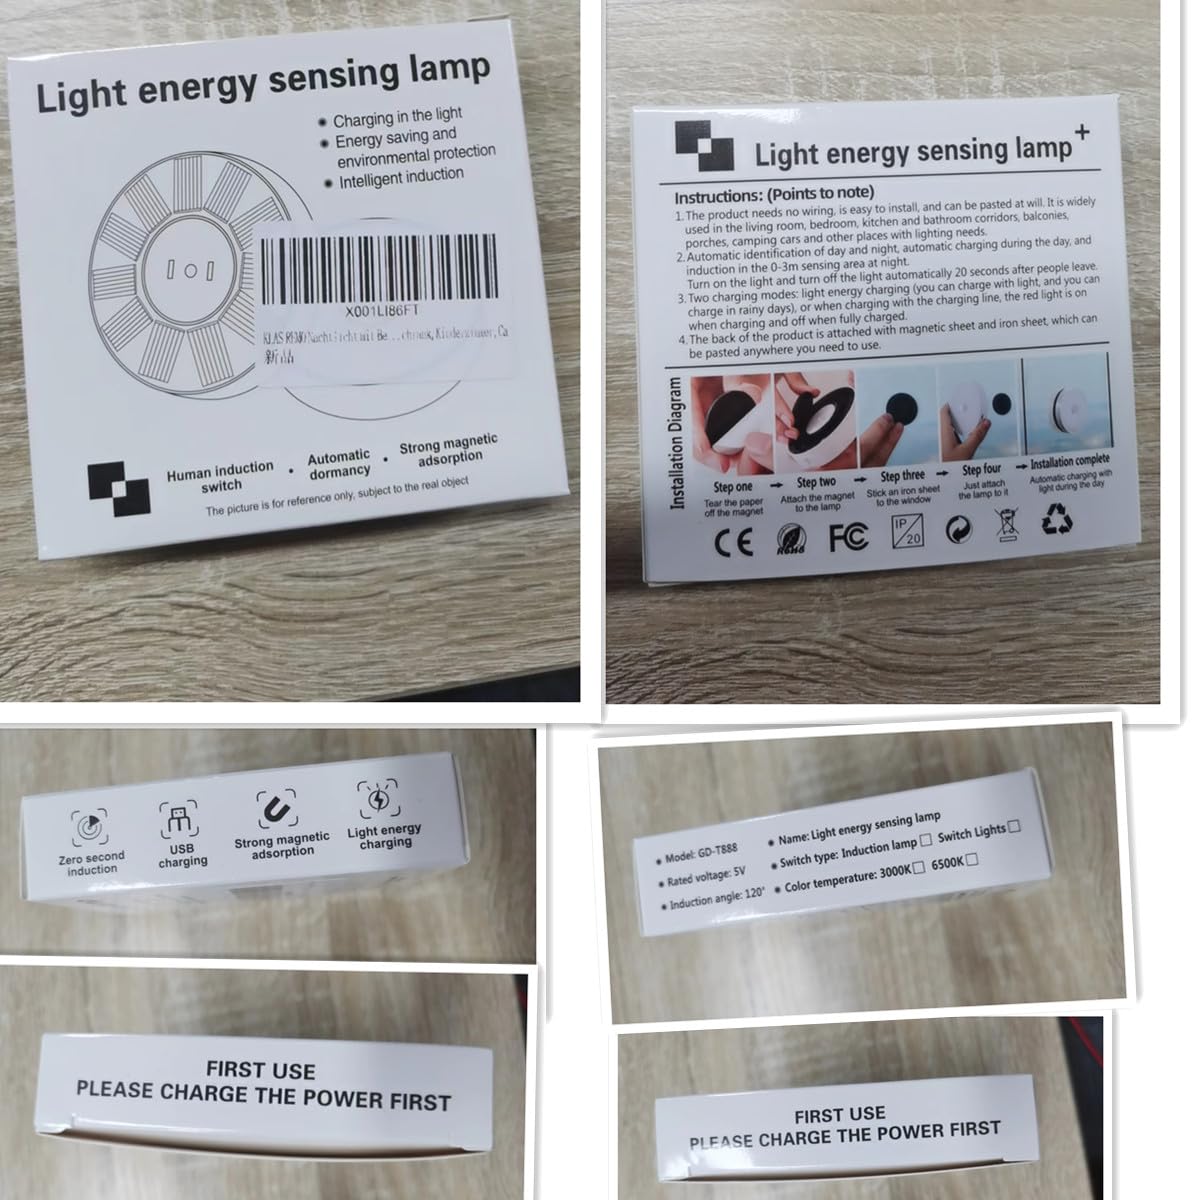 Light energy sensing lamp
Charging in the light
Energy saving and
environmental protection
Intelligent induction
X001LI86FT
Nachtlicht mit Be... chrank, Kinderzimmer, Ca
新品
Human induction
switch
Automatic
dormancy
Strong magnetic
adsorption
The picture is for reference only, subject to the real object
Light energy sensing lamp+
Instructions: (Points to note)
1. The product needs no wiring, is easy to install, and can be pasted at will. It is widely
used in the living room, bedroom, kitchen and bathroom corridors, balconies,
porches, camping cars and other places with lighting needs.
2. Automatic identification of day and night, automatic charging during the day, and
induction in the 0-3m sensing area at night.
Turn on the light and turn off the light automatically 20 seconds after people leave.
3. Two charging modes: light energy charging (you can charge with light, and you can
charge in rainy days), or when charging with the charging line, the red light is on
when charging and off when fully charged.
4. The back of the product is attached with magnetic sheet and iron sheet, which can
be pasted anywhere you need to use.
Installation Diagram
Step one
Tear the paper
off the magnet
Step two
Attach the magnet
to the lamp
Step three
Stick an iron sheet
to the window
Step four
Just attach
the lamp to it
Installation complete
Automatic charging with
light during the day
CE
RoHS
FC
IP
20
Zero second
induction
USB
charging
Strong magnetic
adsorption
Light energy
charging
Model: GD-T888
Rated voltage: 5V
Induction angle: 120°
Name: Light energy sensing lamp
Switch type: Induction lamp Switch Lights
Color temperature: 3000K 6500K
FIRST USE
PLEASE CHARGE THE POWER FIRST
FIRST USE
PLEASE CHARGE THE POWER FIRST